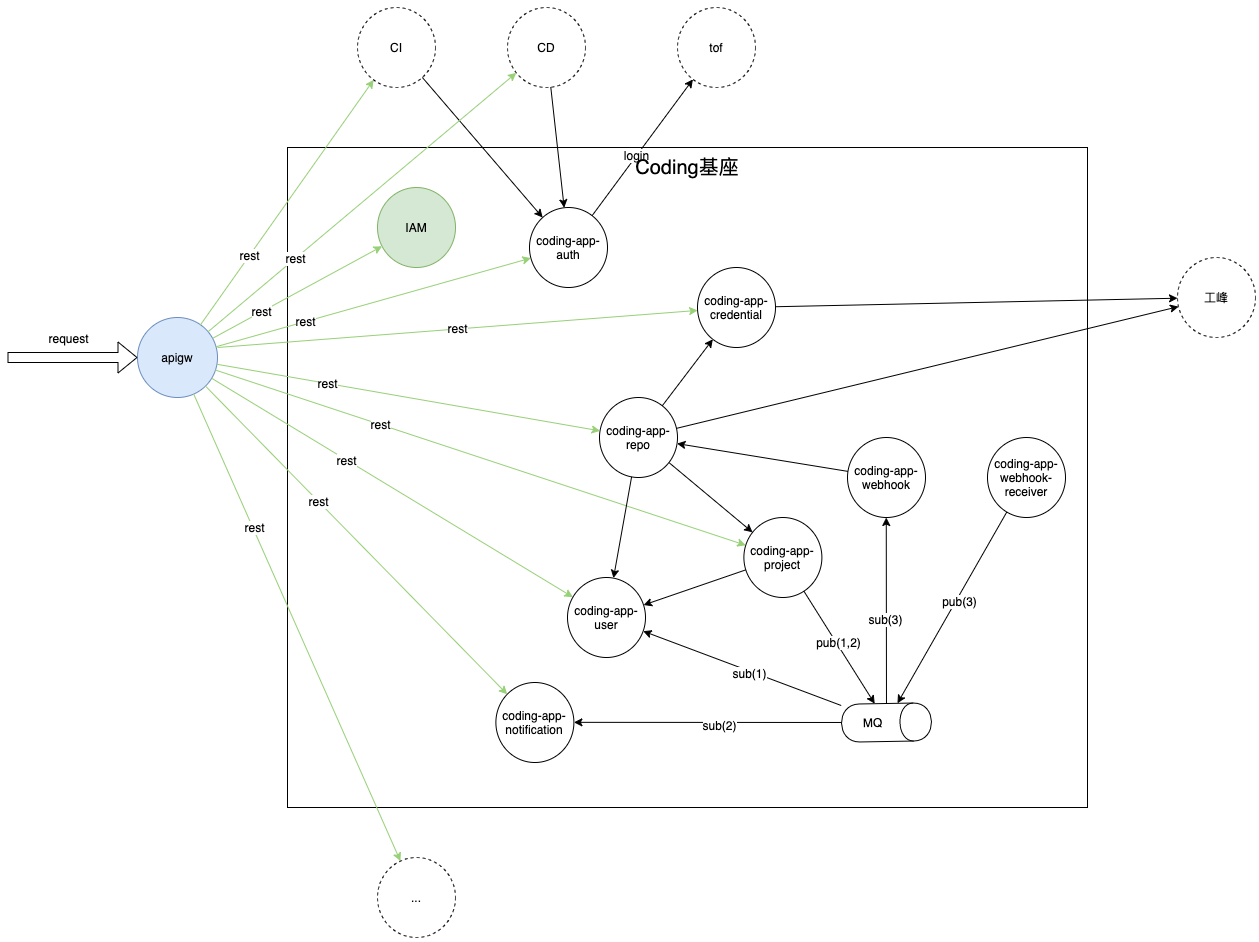 CI
CD
tof
login
Coding基座
IAM
coding-app-
auth
rest
rest
rest
rest
rest
coding-app-
credential
工峰
request
apigw
rest
rest
rest
rest
rest
coding-app-
repo
coding-app-
webhook
coding-app-
webhook-
receiver
coding-app-
project
coding-app-
user
pub(3)
sub(3)
pub(1,2)
sub(1)
sub(2)
coding-app-
notification
MQ
...